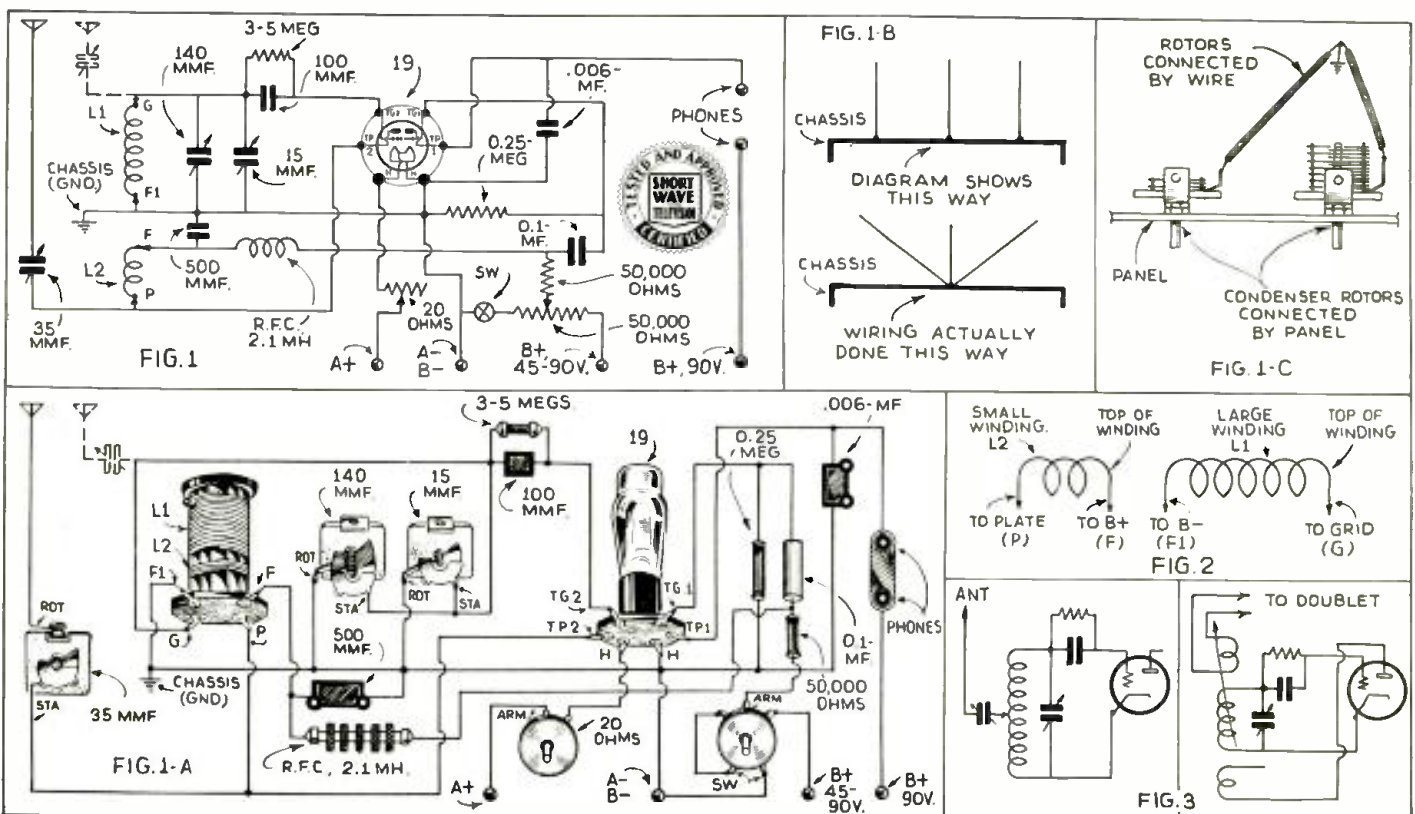 3-5 MEG
140
MMF.
100
MMF.
19
.006-
MF.
L1
G
TG2
TG1
TP
2
TP
1
H
H
PHONES
0.25-
MEG
CHASSIS
(GND.)
15
MMF.
F1
TESTED AND APPROVED
SHORT
WAVE
TELEVISION
CERTIFIED
F
0.1-
MF.
L2
500
MMF.
SW
50,000
OHMS
P
35
MMF.
R.F.C.
2.1 MH
20
OHMS
50,000
OHMS
FIG.1
A+
A-
B-
B+
45-90V.
B+, 90V.
FIG. 1-B
CHASSIS
DIAGRAM SHOWS
THIS WAY
CHASSIS
WIRING ACTUALLY
DONE THIS WAY
ROTORS
CONNECTED
BY WIRE
PANEL
CONDENSER ROTORS
CONNECTED
BY PANEL
FIG. 1-C
3-5 MEGS
19
.006-MF
0.25
MEG
140
MMF
15
MMF
100
MMF.
L1
L2
F1
F
ROT
STA
ROT
STA
TG2
TG.1
TP2
TP1
H
H
G
P
ROT
STA
35 MMF
CHASSIS
(GND)
500
MMF.
PHONES
0.1-
MF.
50,000
OHMS
ARM
20
OHMS
ARM
SW
FIG.1-A
R.F.C., 2.1MH.
A+
A-
B-
B+
45-
90V.
B+
90V.
SMALL
WINDING.
L2
TOP OF
WINDING
LARGE
WINDING
L1
TOP OF
WINDING
TO PLATE
(P)
TO B+
(F)
TO B-
(F1)
TO GRID
(G)
FIG. 2
ANT
TO DOUBLET
FIG.3